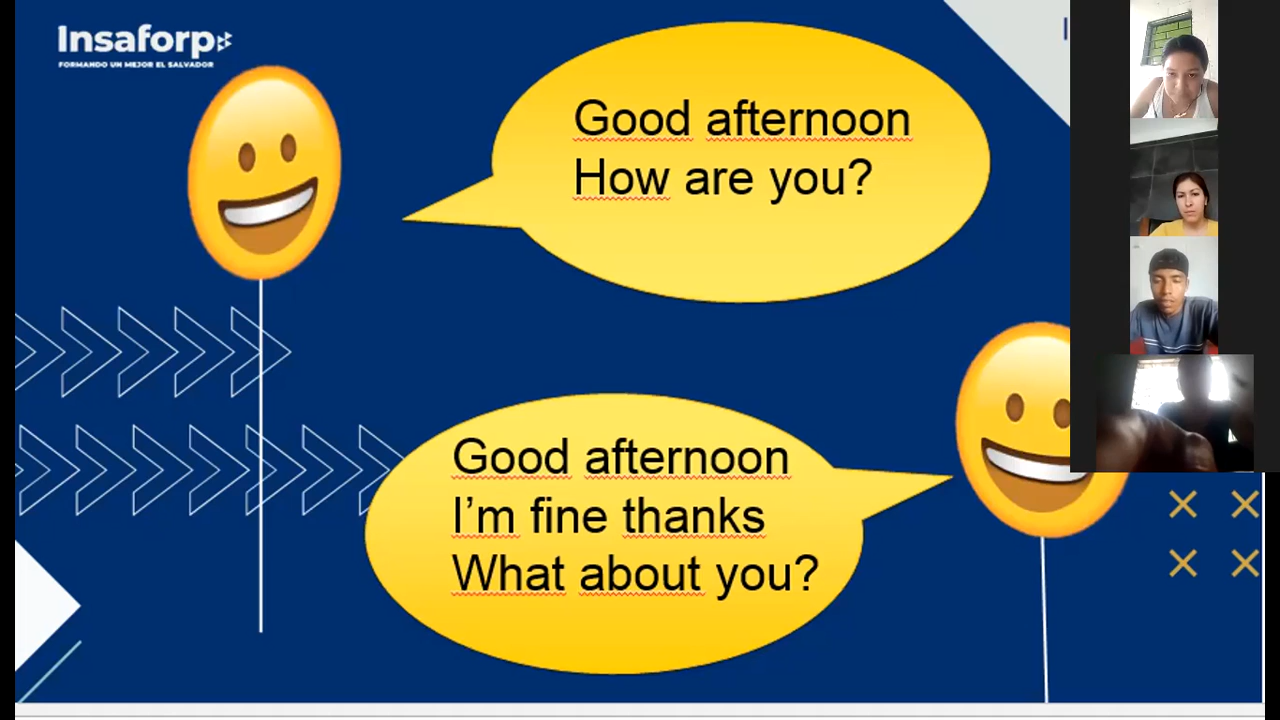 Insaforp
FORMANDO UN MEJOR EL SALVADOR
Good afternoon
How are you?
Good afternoon
I'm fine thanks
What about you?